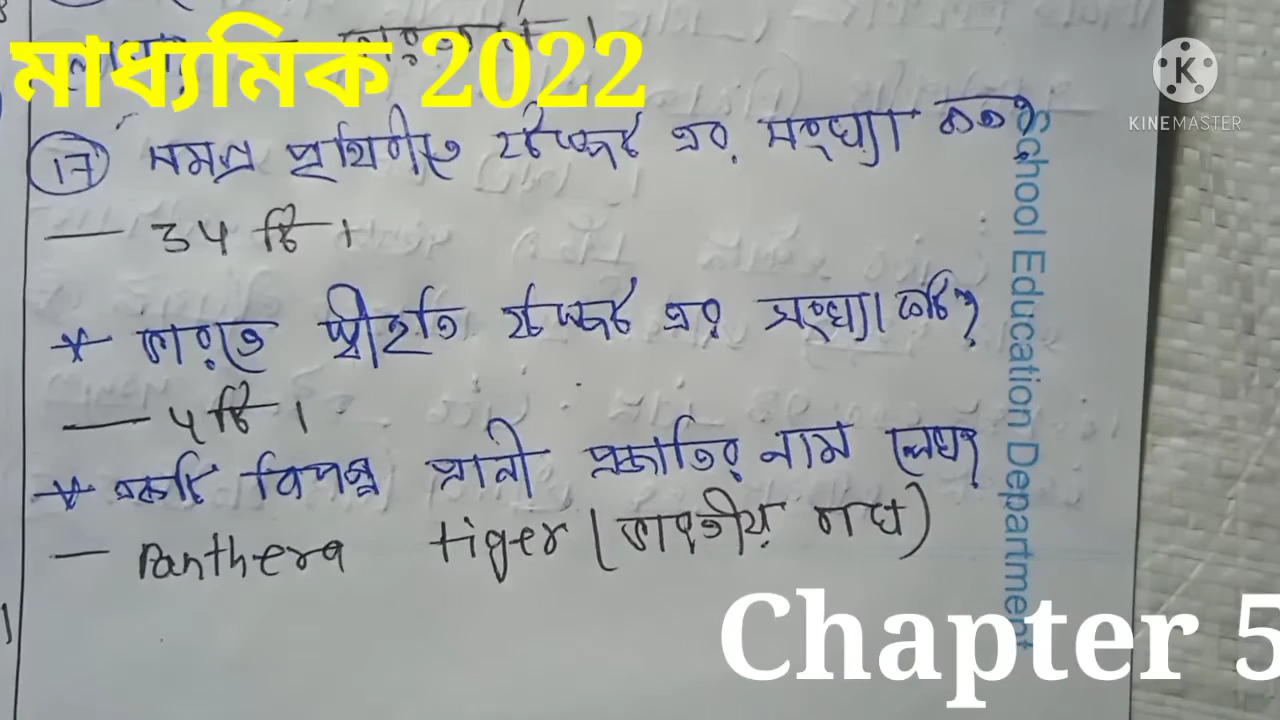 মাধ্যমিক 2022
KINEMASTER
17 সমগ্র পৃথিবীতে হটস্পট এর সংখ্যা কত?
— 34 টি।
* ভারতে স্বীকৃতি হটস্পট এর সংখ্যা কটি?
— 4 টি।
* একটি বিপন্ন প্রানী প্রজাতির নাম লেখ?
— Panthera tiger (ভারতীয় বাঘ)
School Education Department
Chapter 5